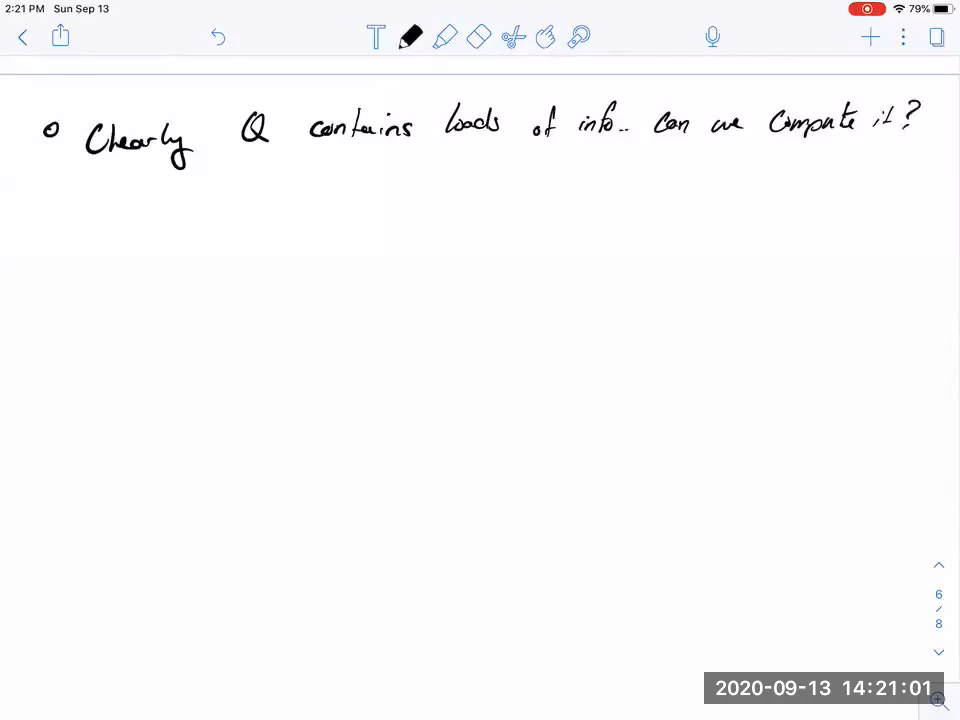 2:21 PM Sun Sep 13
79%
T
o Clearly Q contains loads of info.. Can we compute it?
6
/
8
2020-09-13 14:21:01